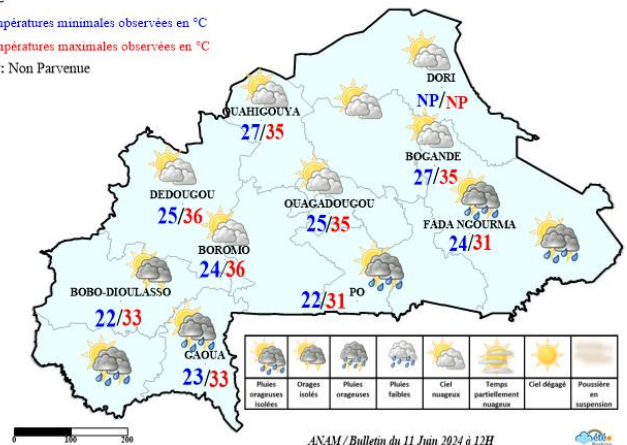 mpératures minimales observées en °C
mpératures maximales observées en °C
: Non Parvenue
DORI
NP/NP
OUAHIGOUYA
27/35
BOGANDE
27/35
DEDOUGOU
25/36
OUAGADOUGOU
25/35
FADA NGOURMA
24/31
BOROMO
24/36
BOBO-DIOULASSO
22/33
PO
22/31
GAOUA
23/33
Pluies orageuses isolées
Orages isolés
Pluies orageuses
Pluies faibles
Ciel nuageux
Temps partiellement nuageux
Ciel dégagé
Poussière en suspension
0 100 200
ANAM / Bulletin du 11 Juin 2024 à 12H